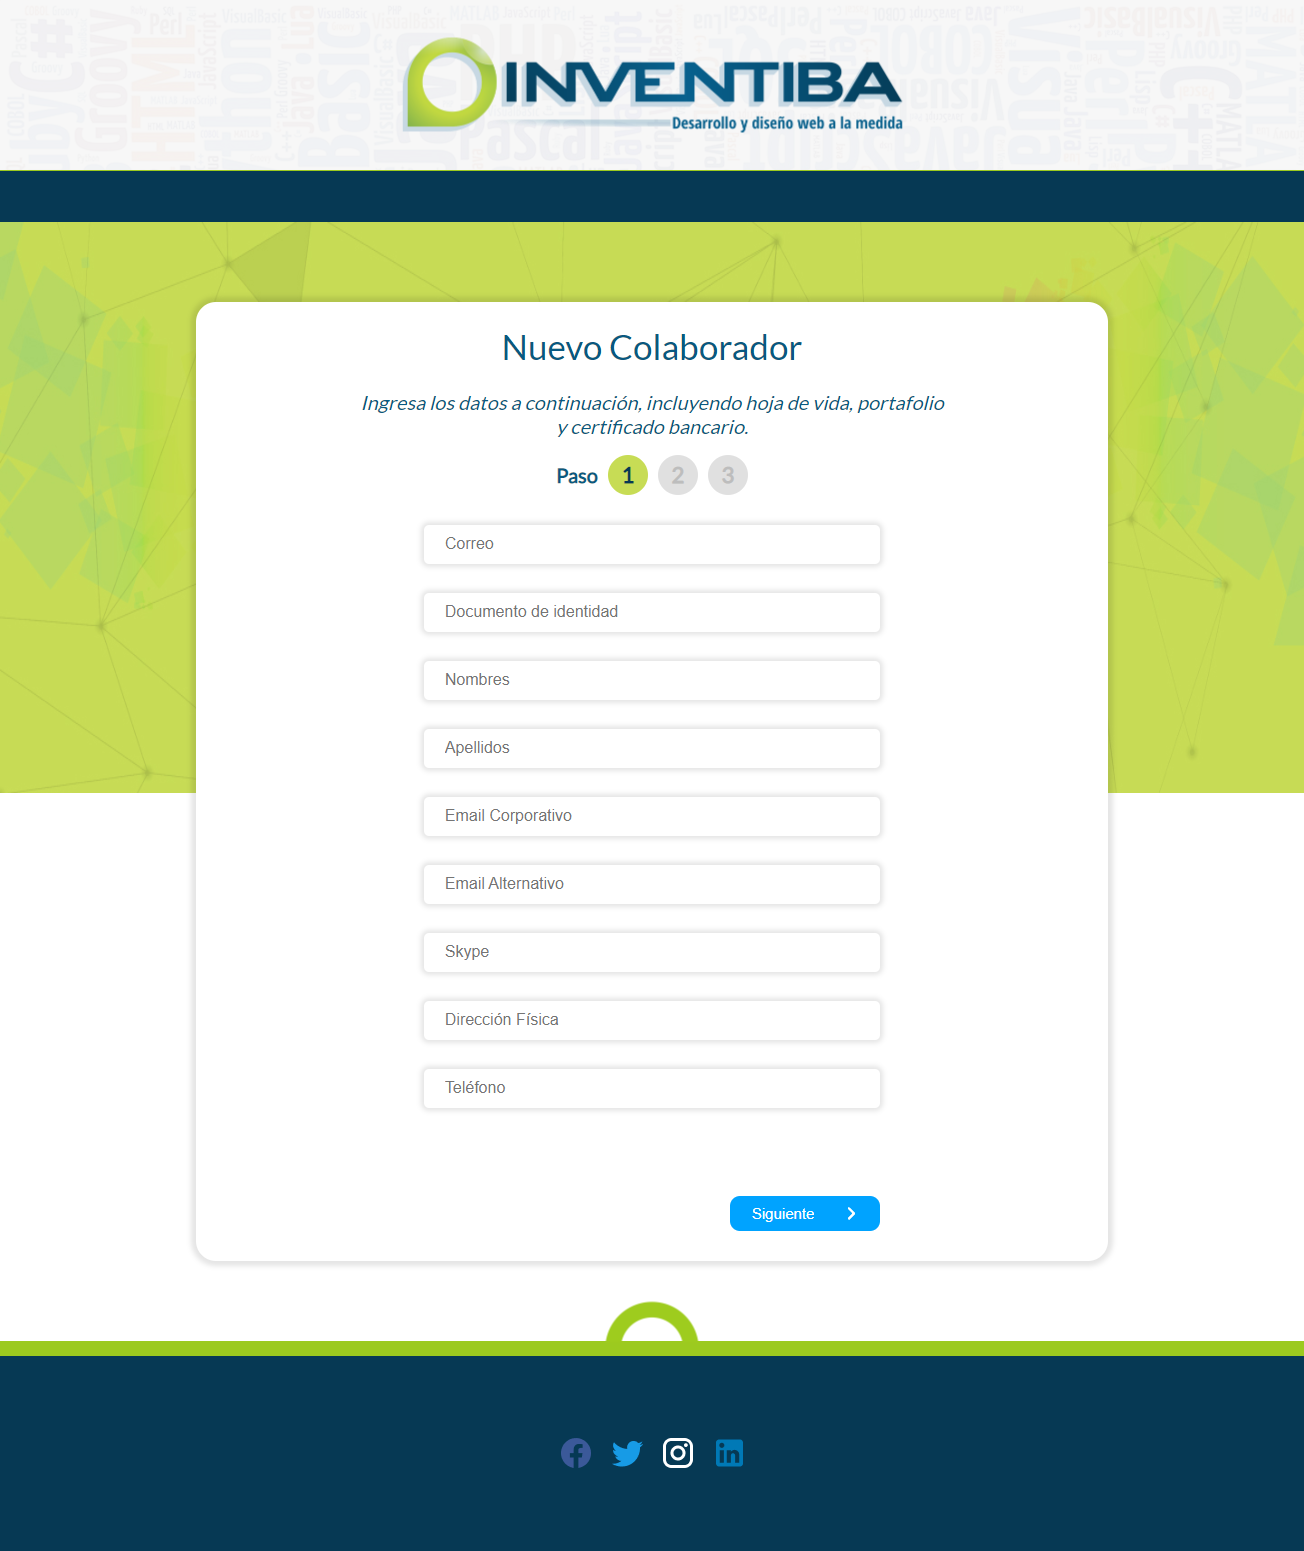 INVENTIBA
Desarrollo y diseño web a la medida
Nuevo Colaborador
Ingresa los datos a continuación, incluyendo hoja de vida, portafolio
y certificado bancario.
Paso 1 2 3
Correo
Documento de identidad
Nombres
Apellidos
Email Corporativo
Email Alternativo
Skype
Dirección Física
Teléfono
Siguiente